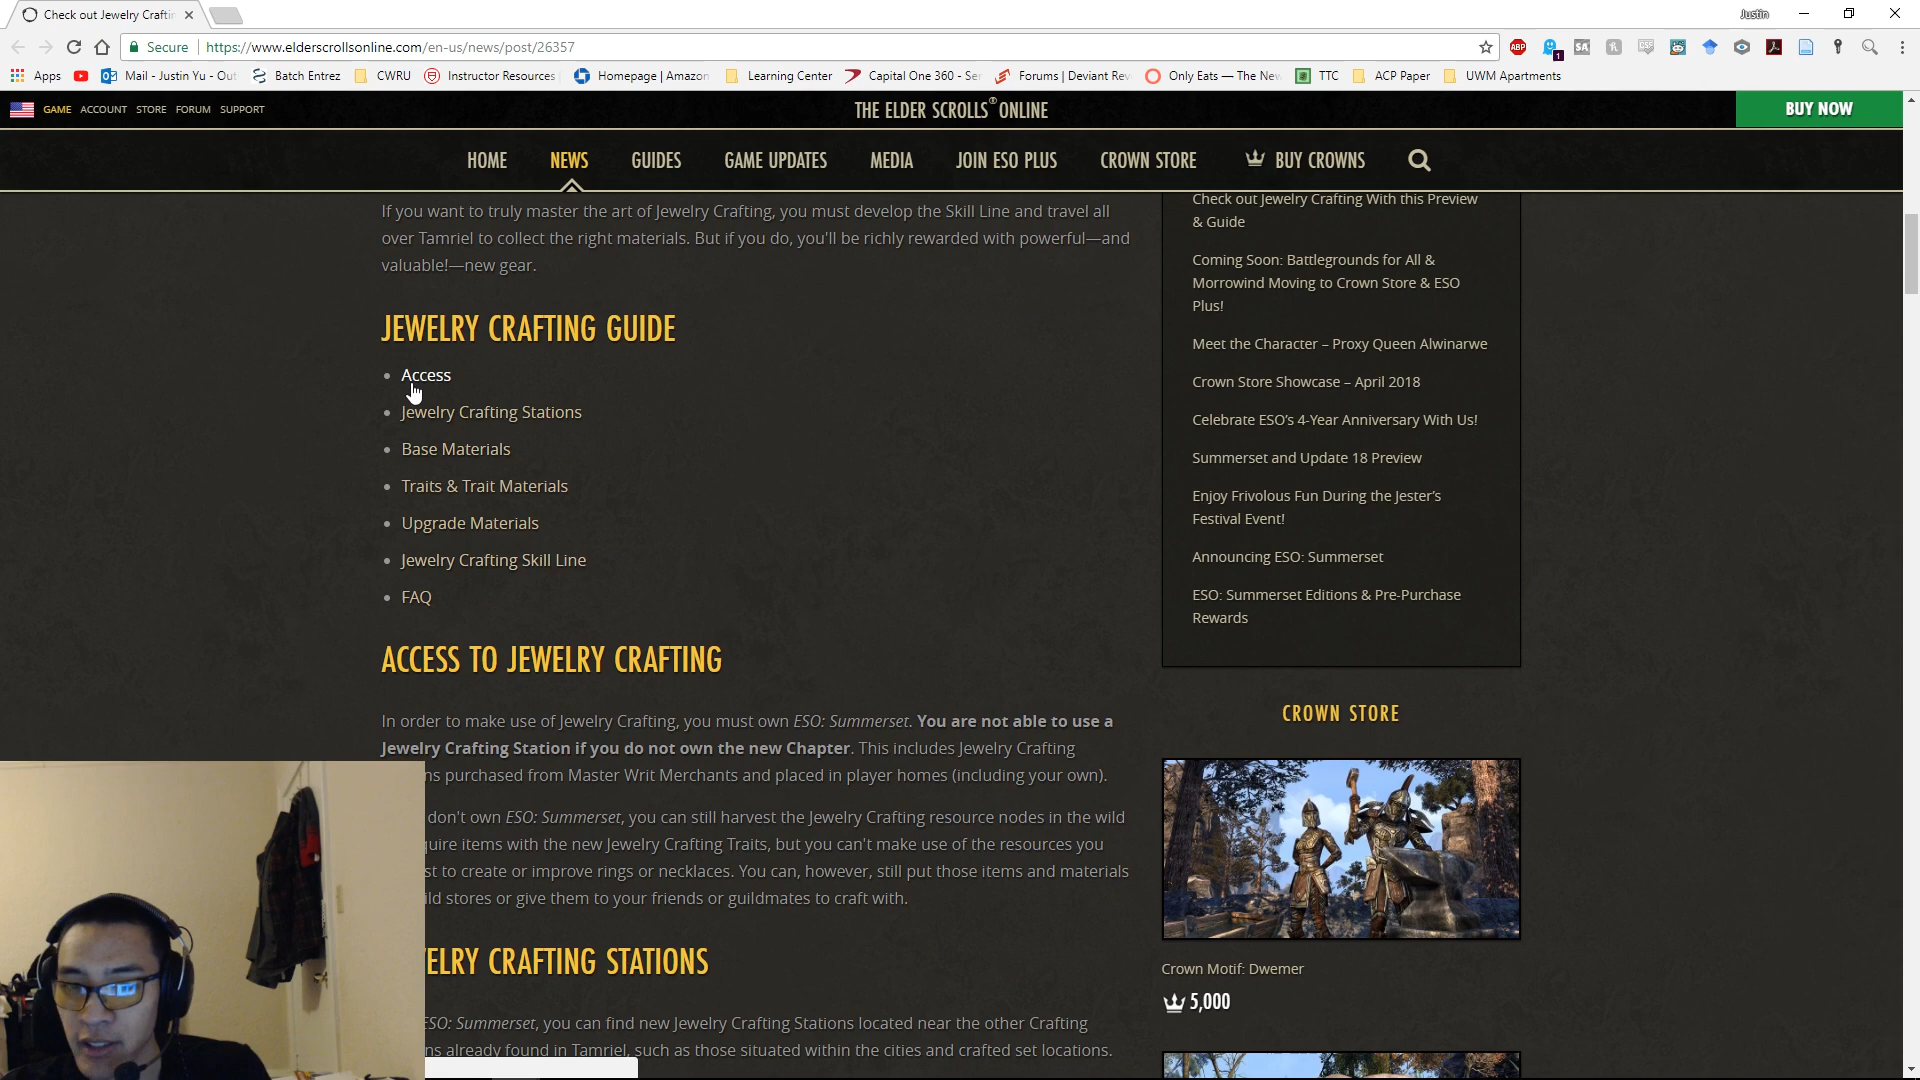 Check out Jewelry Craftin
Justin
Secure https://www.elderscrollsonline.com/en-us/news/post/26357
Apps Mail - Justin Yu - Out Batch Entrez CWRU Instructor Resources Homepage | Amazon Learning Center Capital One 360 - Se Forums | Deviant Rev Only Eats — The New TTC ACP Paper UWM Apartments
GAME ACCOUNT STORE FORUM SUPPORT
THE ELDER SCROLLS® ONLINE
BUY NOW
HOME NEWS GUIDES GAME UPDATES MEDIA JOIN ESO PLUS CROWN STORE BUY CROWNS
If you want to truly master the art of Jewelry Crafting, you must develop the Skill Line and travel all
over Tamriel to collect the right materials. But if you do, you'll be richly rewarded with powerful—and
valuable!—new gear.
JEWELRY CRAFTING GUIDE
• Access
• Jewelry Crafting Stations
• Base Materials
• Traits & Trait Materials
• Upgrade Materials
• Jewelry Crafting Skill Line
• FAQ
ACCESS TO JEWELRY CRAFTING
In order to make use of Jewelry Crafting, you must own ESO: Summerset. You are not able to use a
Jewelry Crafting Station if you do not own the new Chapter. This includes Jewelry Crafting
ns purchased from Master Writ Merchants and placed in player homes (including your own).
don't own ESO: Summerset, you can still harvest the Jewelry Crafting resource nodes in the wild
quire items with the new Jewelry Crafting Traits, but you can't make use of the resources you
st to create or improve rings or necklaces. You can, however, still put those items and materials
ild stores or give them to your friends or guildmates to craft with.
ELRY CRAFTING STATIONS
ESO: Summerset, you can find new Jewelry Crafting Stations located near the other Crafting
ns already found in Tamriel, such as those situated within the cities and crafted set locations.
Check out Jewelry Crafting With this Preview
& Guide
Coming Soon: Battlegrounds for All &
Morrowind Moving to Crown Store & ESO
Plus!
Meet the Character – Proxy Queen Alwinarwe
Crown Store Showcase – April 2018
Celebrate ESO's 4-Year Anniversary With Us!
Summerset and Update 18 Preview
Enjoy Frivolous Fun During the Jester's
Festival Event!
Announcing ESO: Summerset
ESO: Summerset Editions & Pre-Purchase
Rewards
CROWN STORE
Crown Motif: Dwemer
5,000